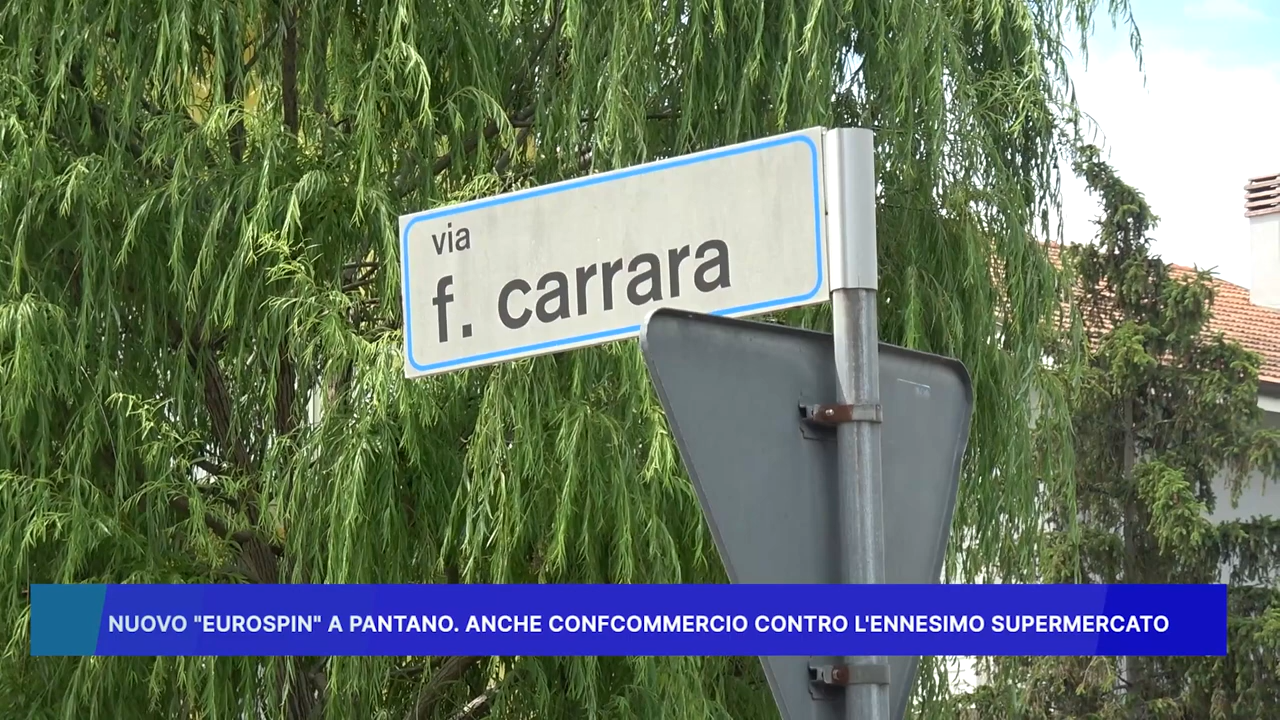 via
f. carrara
NUOVO "EUROSPIN" A PANTANO. ANCHE CONFCOMMERCIO CONTRO L'ENNESIMO SUPERMERCATO